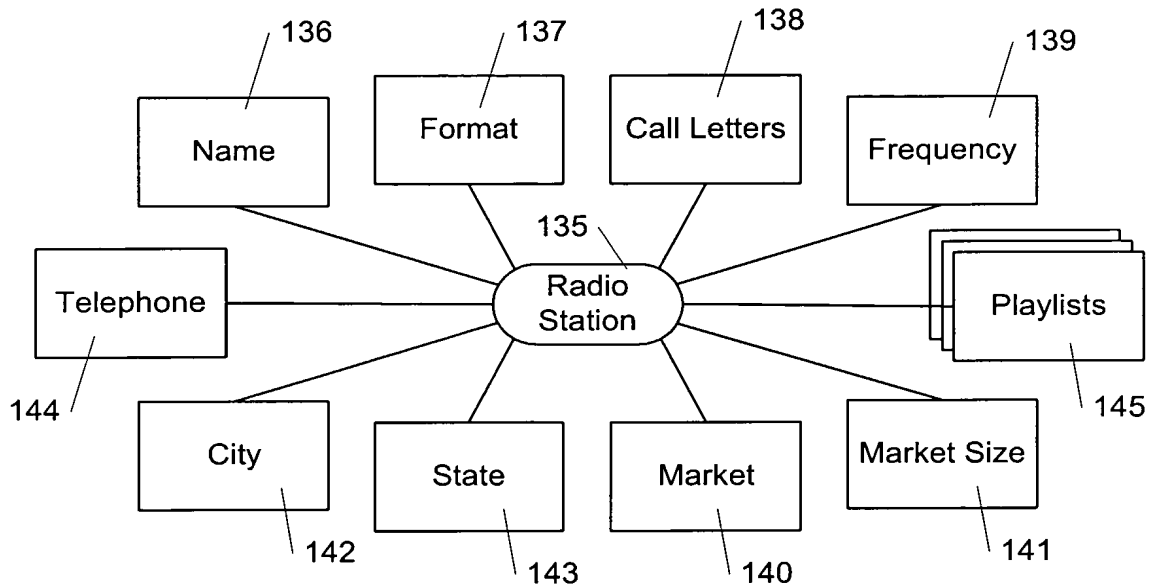 136
137
138
139
Name
Format
Call Letters
Frequency
135
Telephone
Radio
Station
Playlists
144
145
City
State
Market
Market Size
142
143
140
141